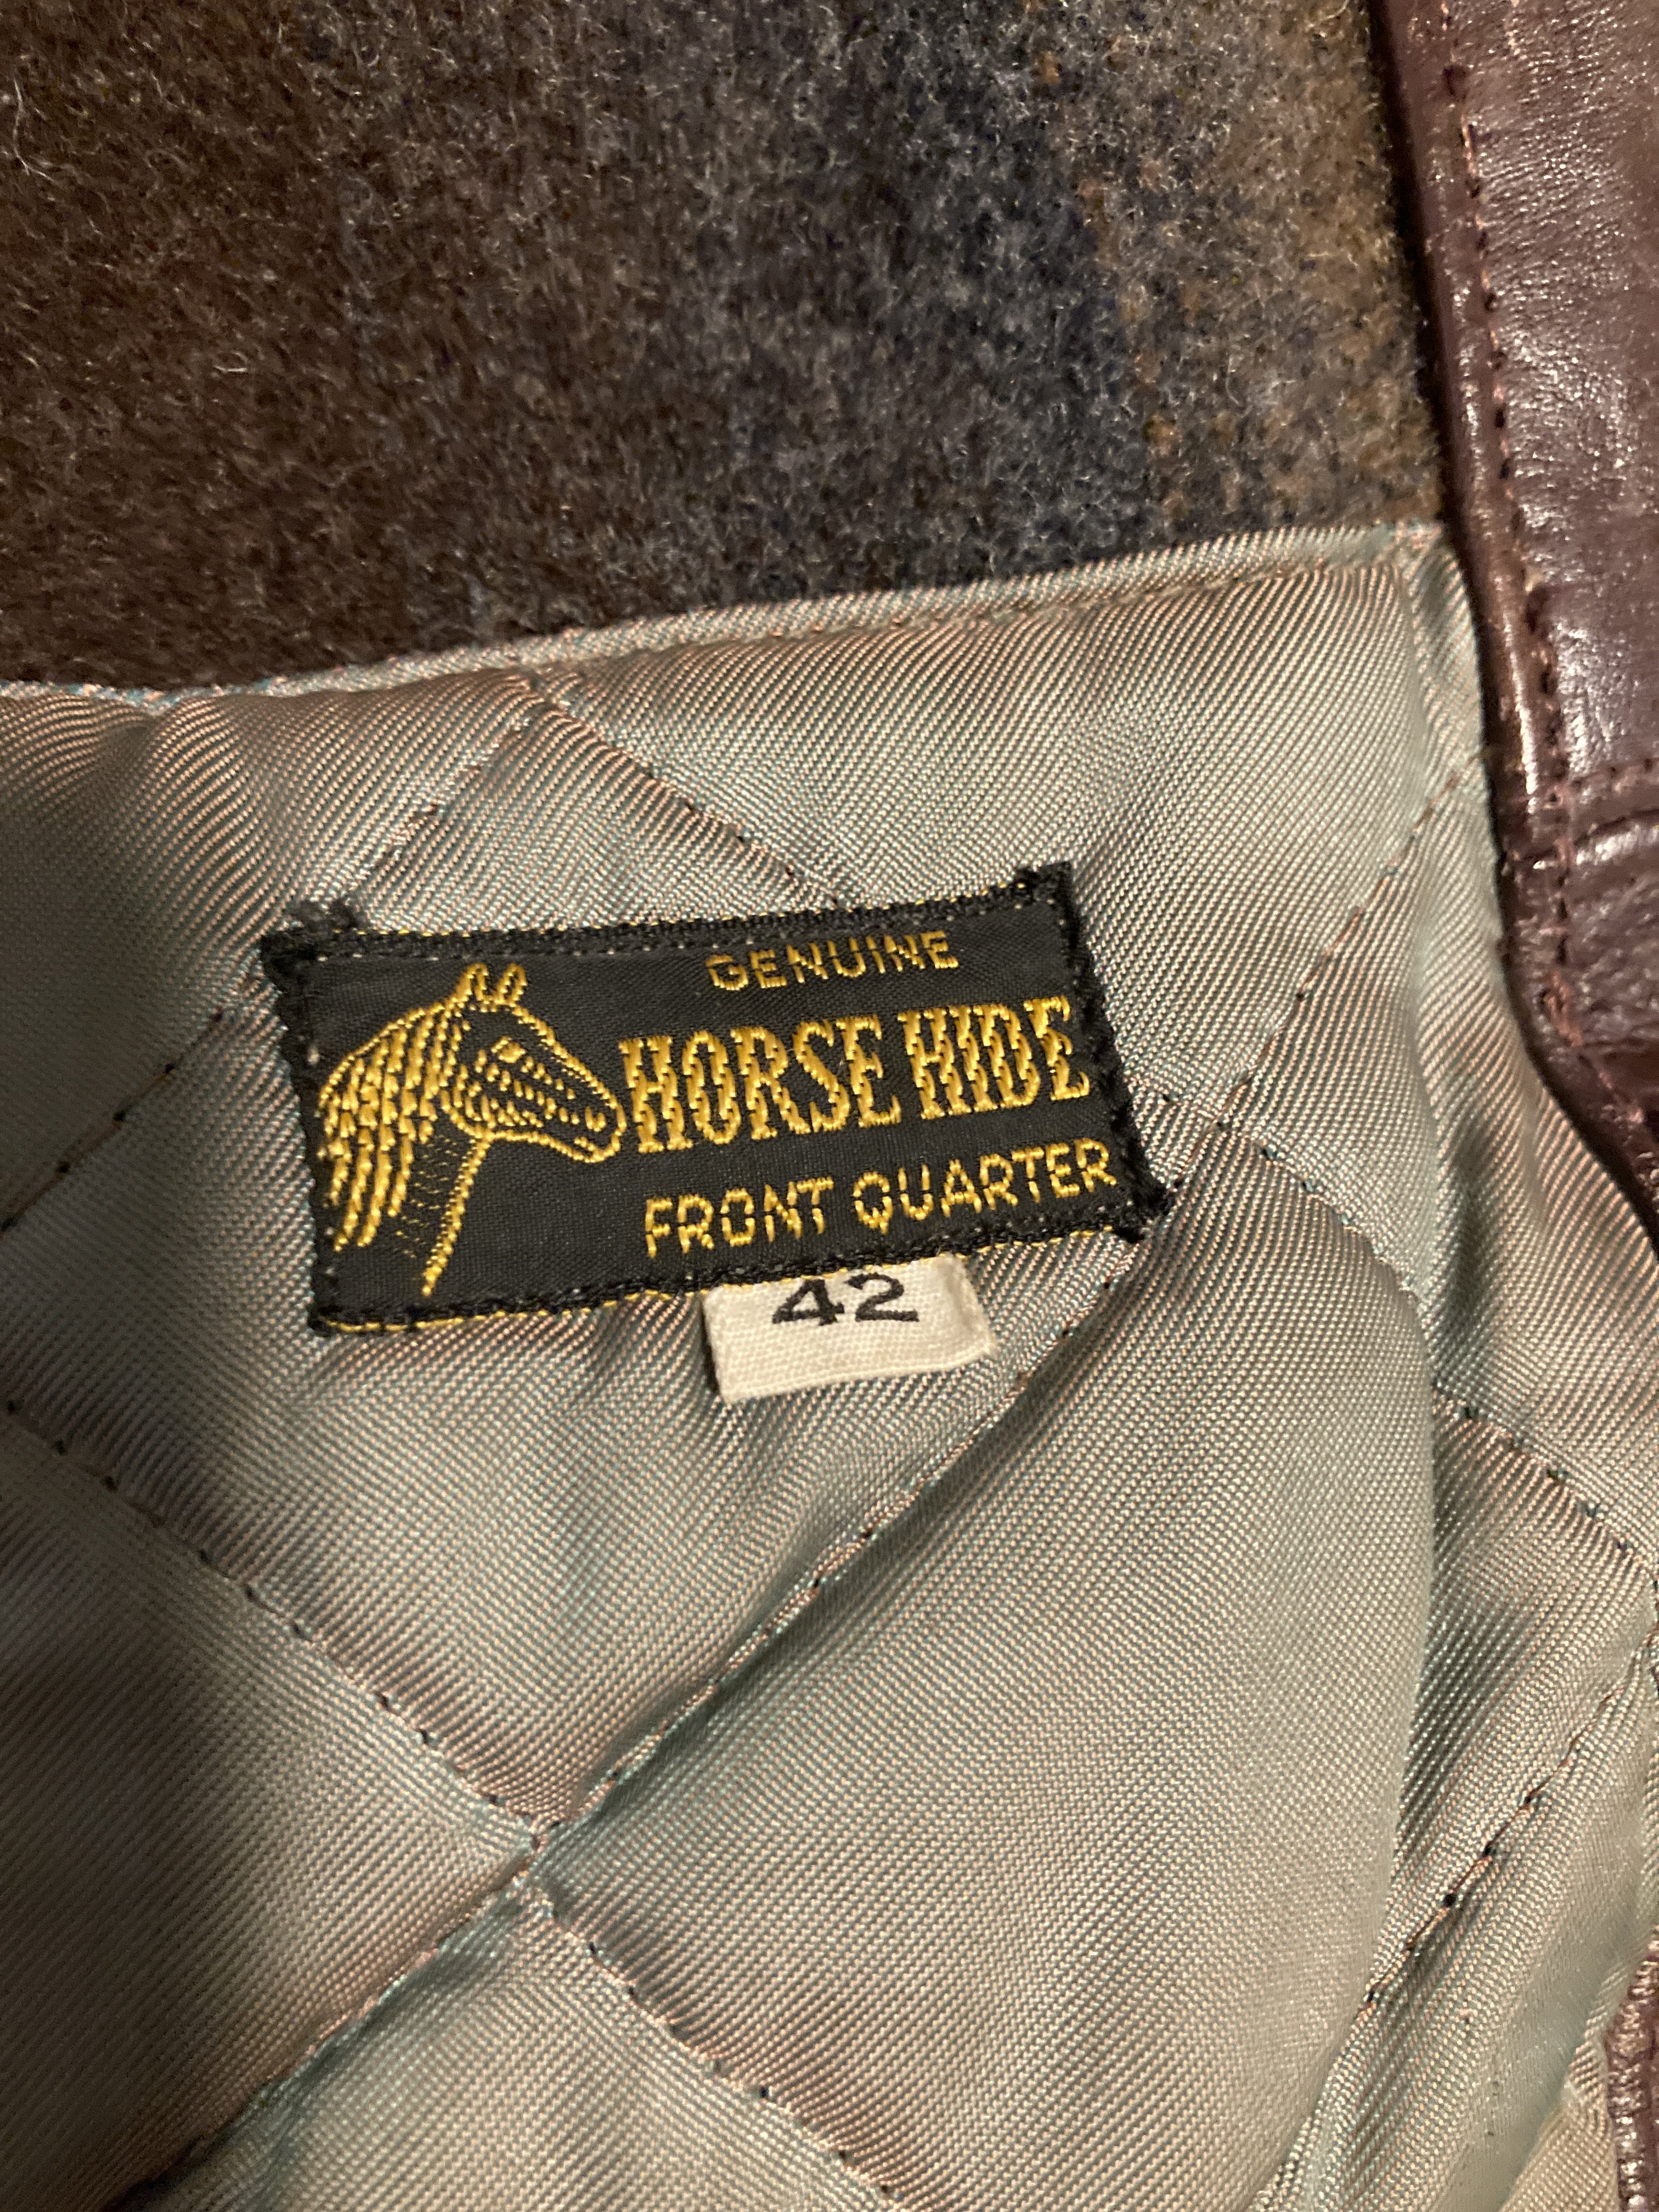 GENUINE
HORSE HIDE
FRONT QUARTER
42